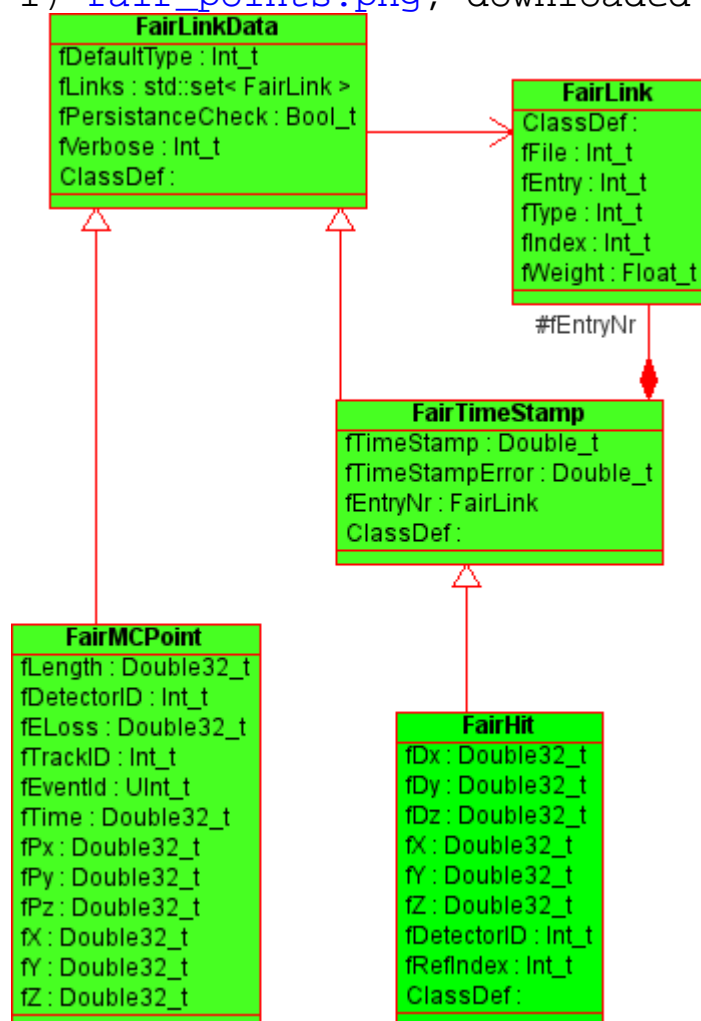 1) fair_points.png, downloaded
FairLinkData
fDefaultType : Int_t
fLinks : std::set< FairLink >
fPersistanceCheck : Bool_t
fVerbose : Int_t
ClassDef :
FairLink
ClassDef :
fFile : Int_t
fEntry : Int_t
fType : Int_t
fIndex : Int_t
fWeight : Float_t
#fEntryNr
FairTimeStamp
fTimeStamp : Double_t
fTimeStampError : Double_t
fEntryNr : FairLink
ClassDef :
FairMCPoint
fLength : Double32_t
fDetectorID : Int_t
fELoss : Double32_t
fTrackID : Int_t
fEventId : UInt_t
fTime : Double32_t
fPx : Double32_t
fPy : Double32_t
fPz : Double32_t
fX : Double32_t
fY : Double32_t
fZ : Double32_t
FairHit
fDx : Double32_t
fDy : Double32_t
fDz : Double32_t
fX : Double32_t
fY : Double32_t
fZ : Double32_t
fDetectorID : Int_t
fRefIndex : Int_t
ClassDef :